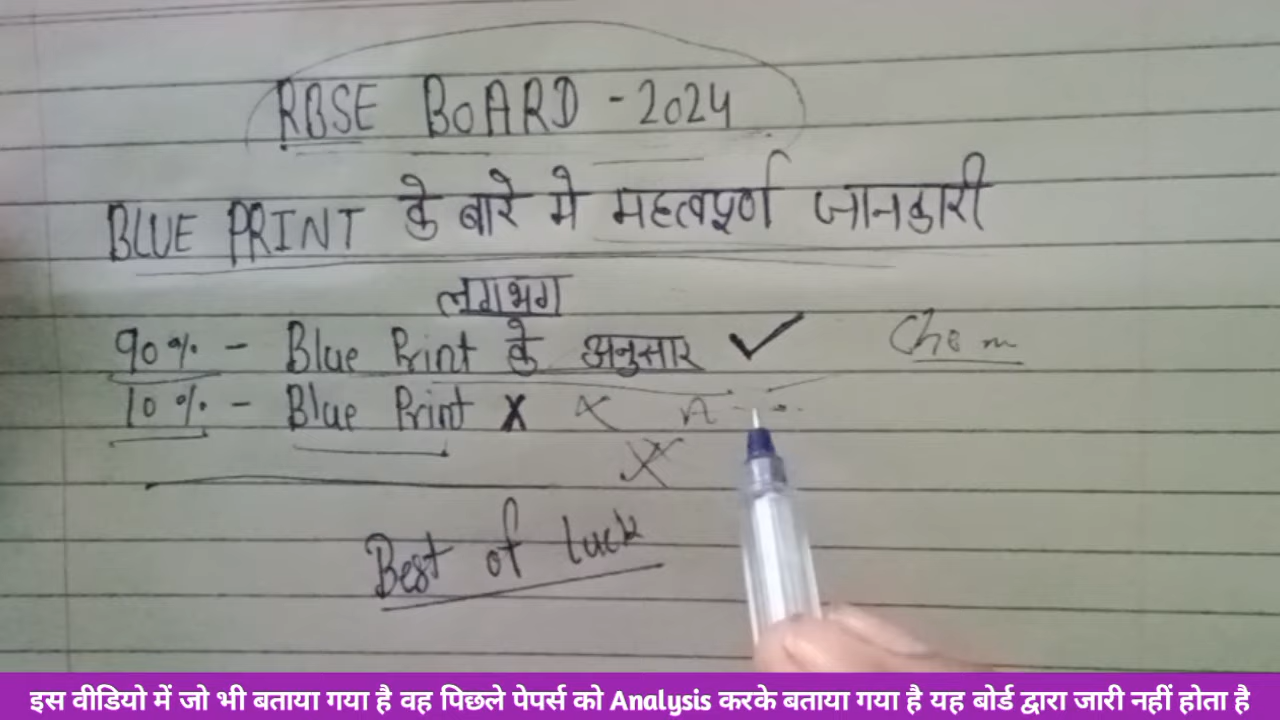 RBSE BOARD - 2024
BLUE PRINT के बारे मे महत्वपूर्ण जानकारी
लगभग
90% - Blue Print के अनुसार ✓ Chem
10% - Blue Print x x n
x
Best of luck
इस वीडियो में जो भी बताया गया है वह पिछले पेपर्स को Analysis करके बताया गया है यह बोर्ड द्वारा जारी नहीं होता है